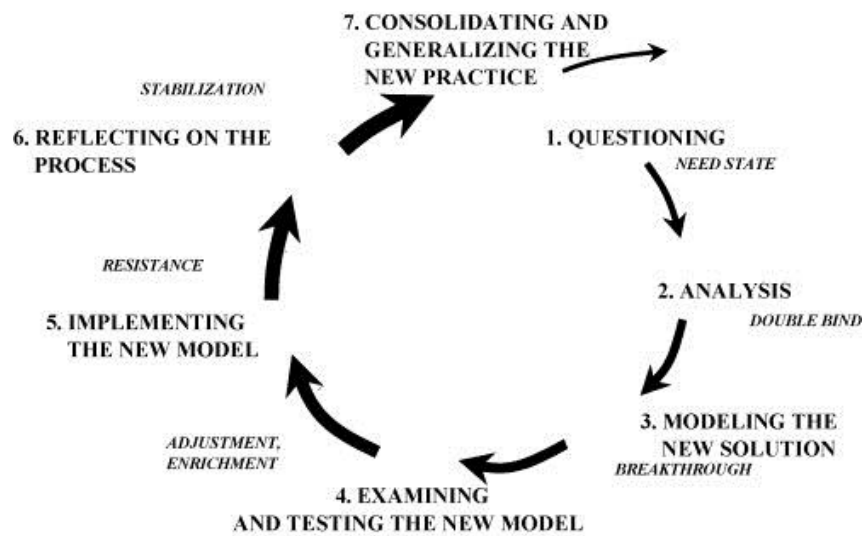 7. CONSOLIDATING AND
GENERALIZING THE
NEW PRACTICE
STABILIZATION
6. REFLECTING ON THE
PROCESS
1. QUESTIONING
NEED STATE
RESISTANCE
2. ANALYSIS
DOUBLE BIND
5. IMPLEMENTING
THE NEW MODEL
3. MODELING THE
NEW SOLUTION
BREAKTHROUGH
ADJUSTMENT,
ENRICHMENT
4. EXAMINING
AND TESTING THE NEW MODEL